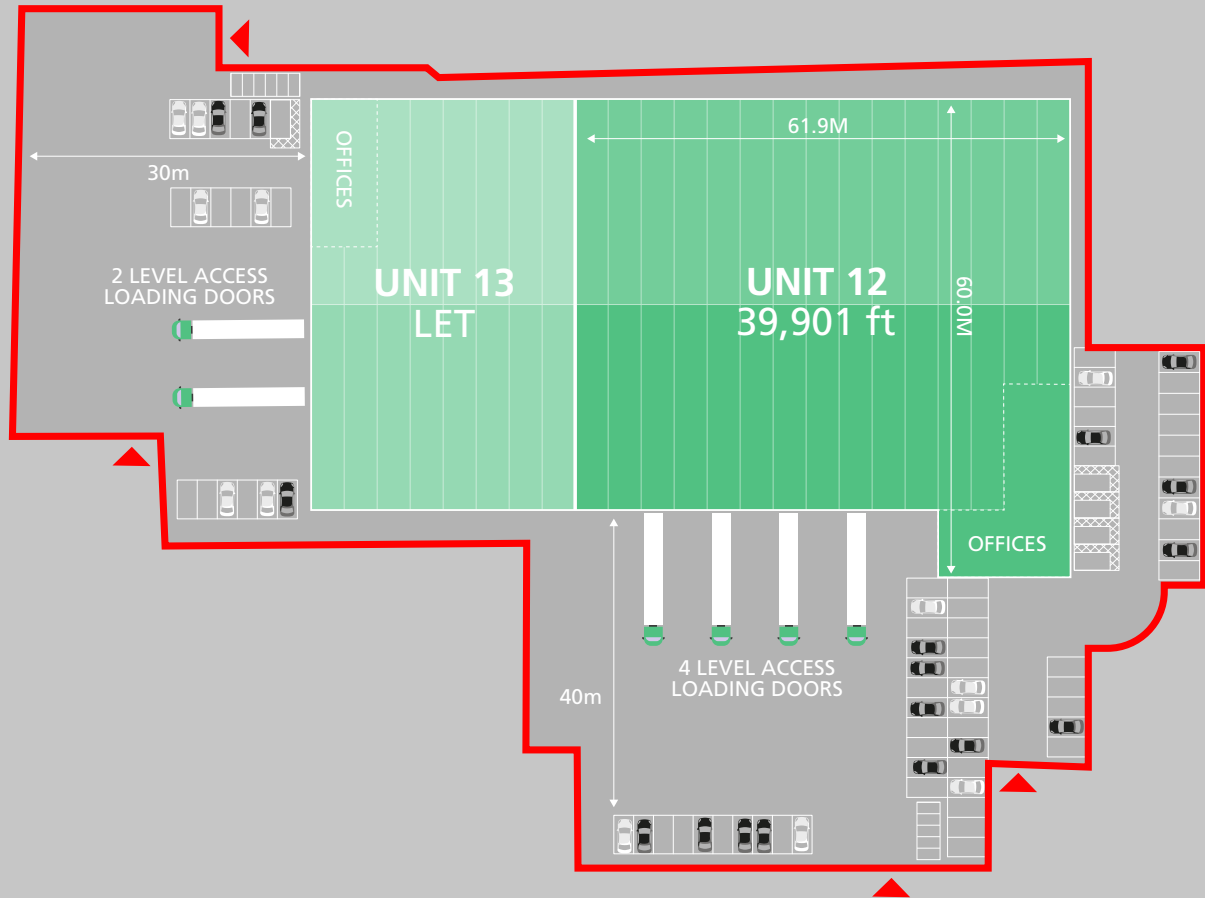 61.9M
OFFICES
30m
2 LEVEL ACCESS
LOADING DOORS
UNIT 13
LET
UNIT 12
39,901 ft
60.0M
OFFICES
4 LEVEL ACCESS
LOADING DOORS
40m